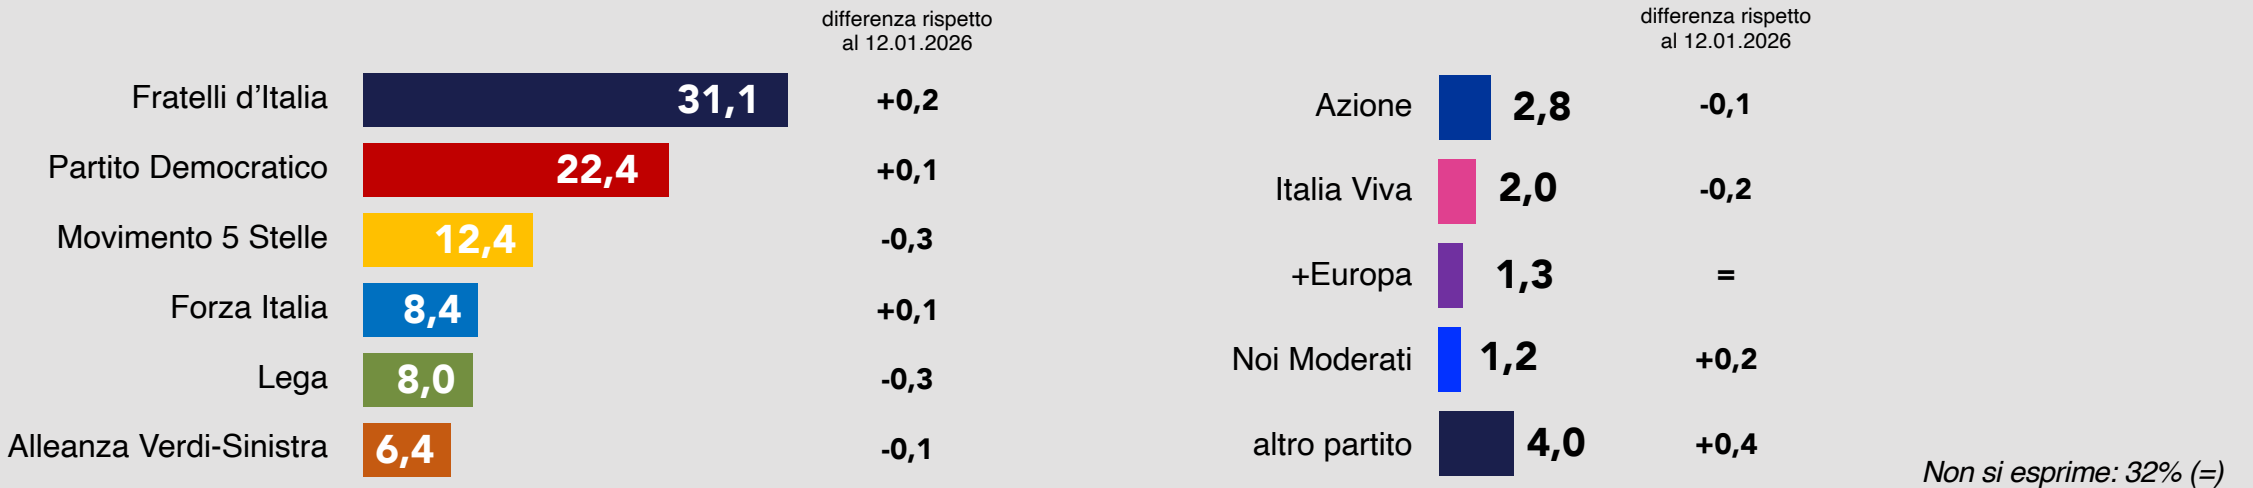 differenza rispetto
al 12.01.2026
Fratelli d’Italia 31,1 +0,2
Partito Democratico 22,4 +0,1
Movimento 5 Stelle 12,4 -0,3
Forza Italia 8,4 +0,1
Lega 8,0 -0,3
Alleanza Verdi-Sinistra 6,4 -0,1
differenza rispetto
al 12.01.2026
Azione 2,8 -0,1
Italia Viva 2,0 -0,2
+Europa 1,3 =
Noi Moderati 1,2 +0,2
altro partito 4,0 +0,4
Non si esprime: 32% (=)